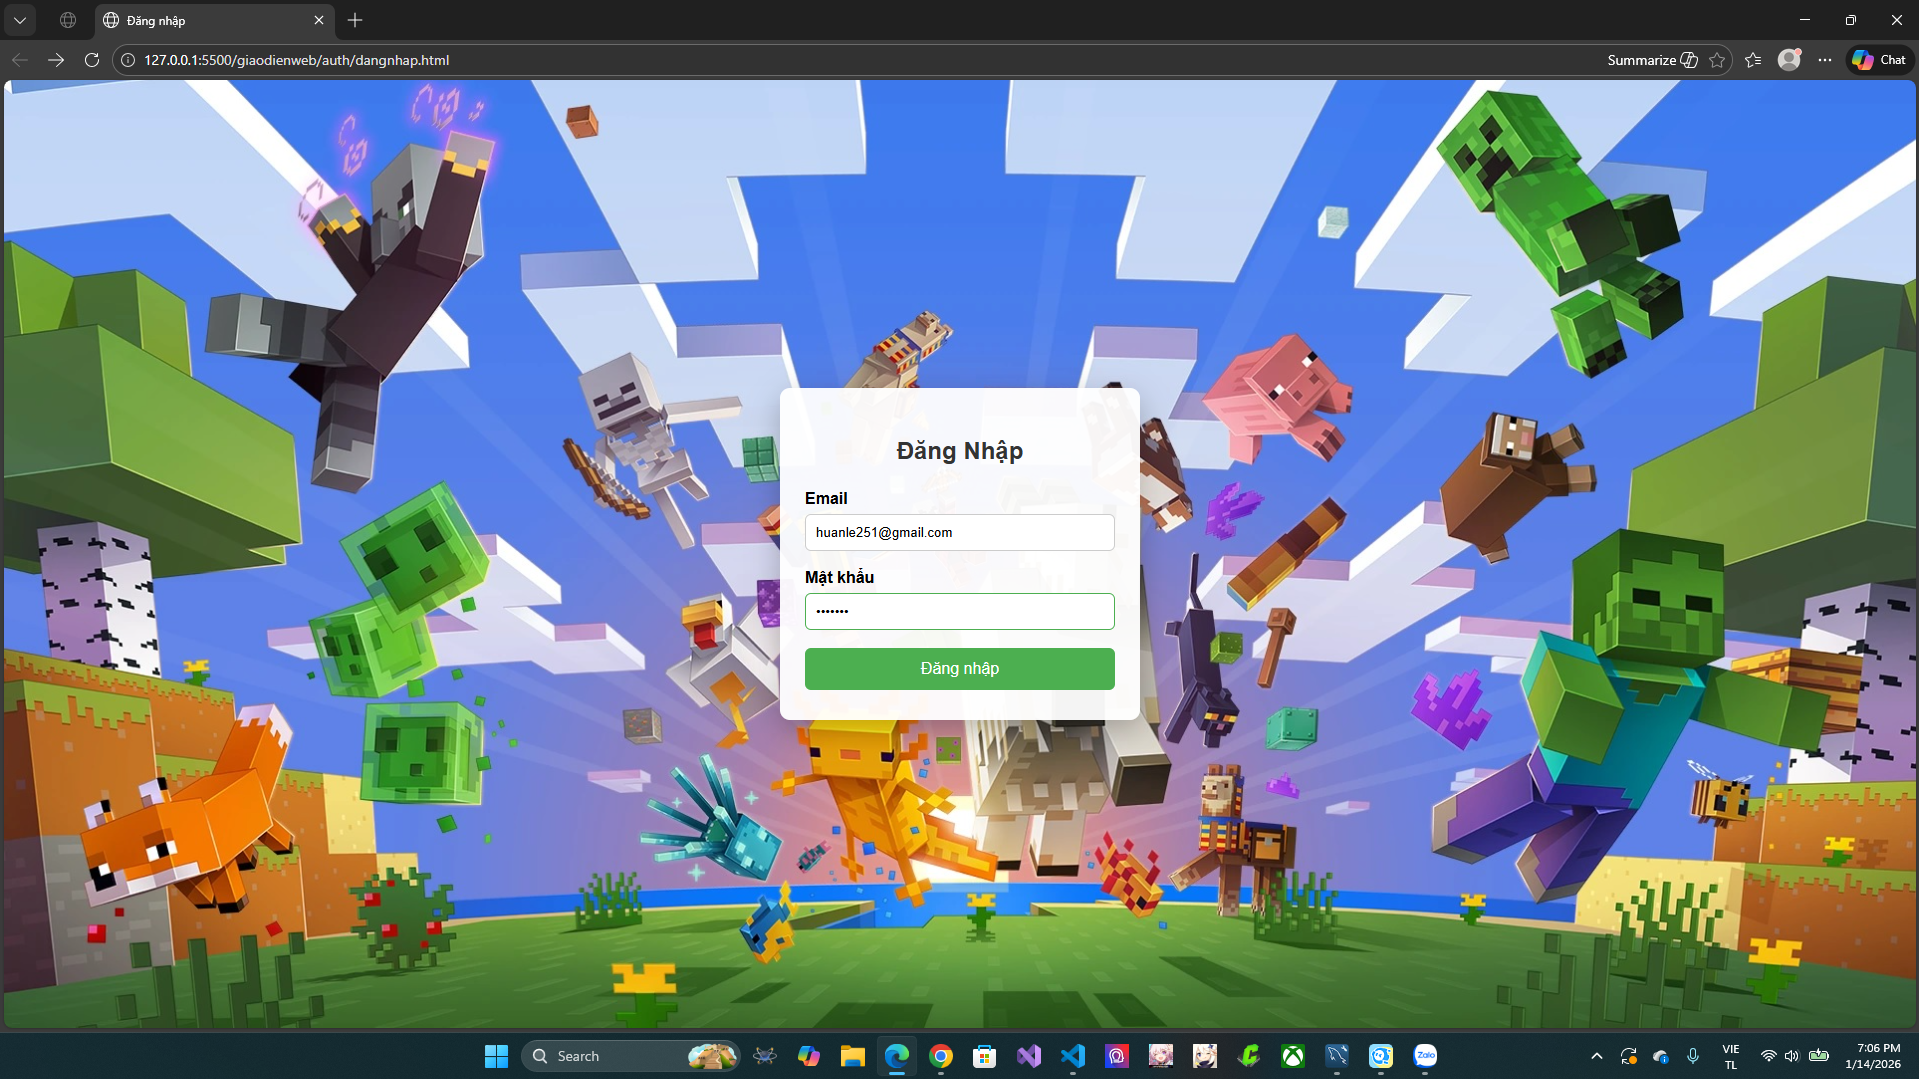 Đăng nhập
127.0.0.1:5500/giaodienweb/auth/dangnhap.html
Summarize
Chat
Đăng Nhập
Email
huanle251@gmail.com
Mật khẩu
•••••••
Đăng nhập
Search
Zalo
VIE
TL
7:06 PM
1/14/2026